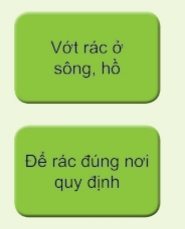 Vớt rác ở
sông, hồ
Để rác đúng nơi
quy định